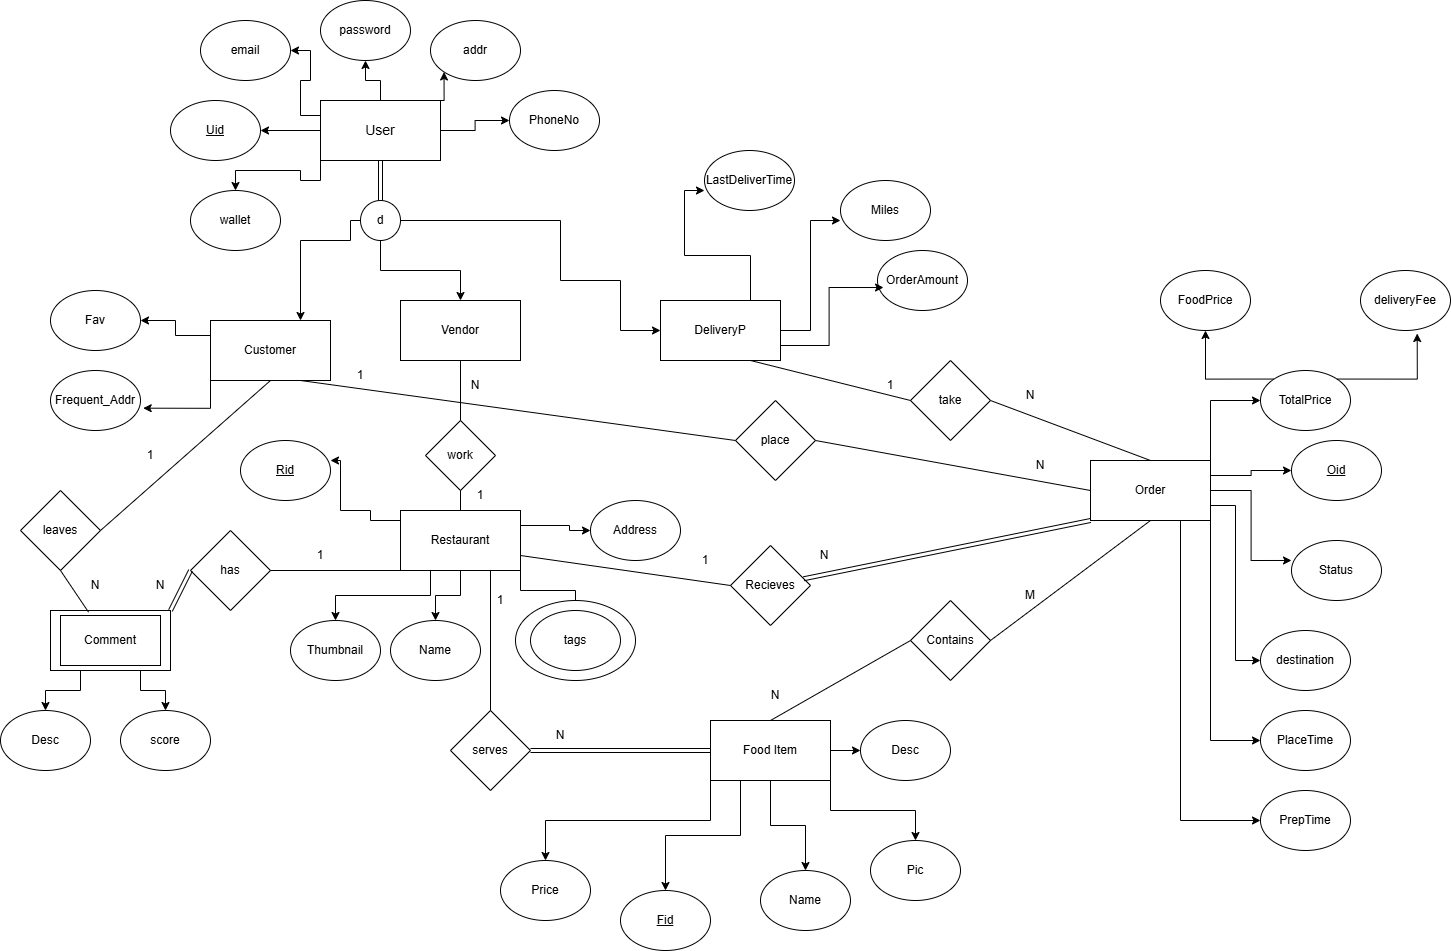 password
email
addr
PhoneNo
Uid
User
wallet
d
LastDeliverTime
Miles
OrderAmount
FoodPrice
deliveryFee
Fav
Customer
Vendor
DeliveryP
Frequent_Addr
1
N
1
take
N
TotalPrice
place
1
work
N
Rid
Oid
Order
1
leaves
Restaurant
Address
has
1
1
N
Status
N
N
Recieves
1
M
Comment
Thumbnail
Name
tags
Contains
destination
N
Desc
score
serves
N
Food Item
Desc
PlaceTime
PrepTime
Price
Fid
Name
Pic